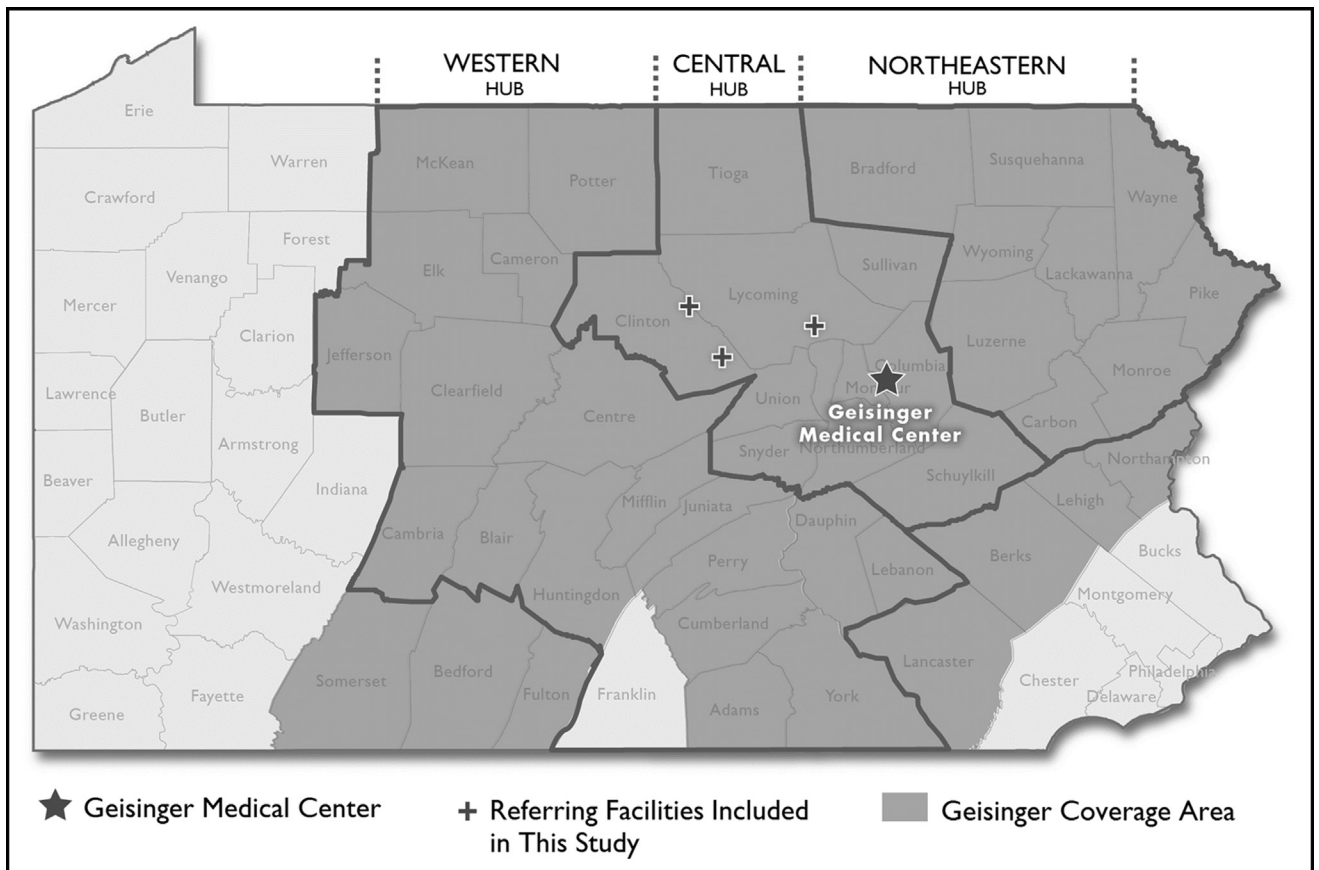 WESTERN
HUB
CENTRAL
HUB
NORTHEASTERN
HUB
Erie
Warren
McKean
Potter
Tioga
Bradford
Susquehanna
Wayne
Crawford
Forest
Venango
Elk
Cameron
Sullivan
Wyoming
Lackawanna
Pike
Mercer
Clarion
Clinton
Lycoming
Jefferson
Luzerne
Columbia
Monroe
Lawrence
Butler
Clearfield
Centre
Union
Montour
Geisinger
Medical Center
Carbon
Armstrong
Snyder
Northumberland
Schuylkill
Northampton
Beaver
Indiana
Mifflin
Juniata
Lehigh
Allegheny
Cambria
Blair
Dauphin
Berks
Bucks
Westmoreland
Huntingdon
Perry
Lebanon
Montgomery
Washington
Cumberland
Somerset
Bedford
Fulton
Franklin
Lancaster
Chester
Philadelphia
Delaware
Greene
Fayette
Adams
York
Geisinger Medical Center
Referring Facilities Included
in This Study
Geisinger Coverage Area